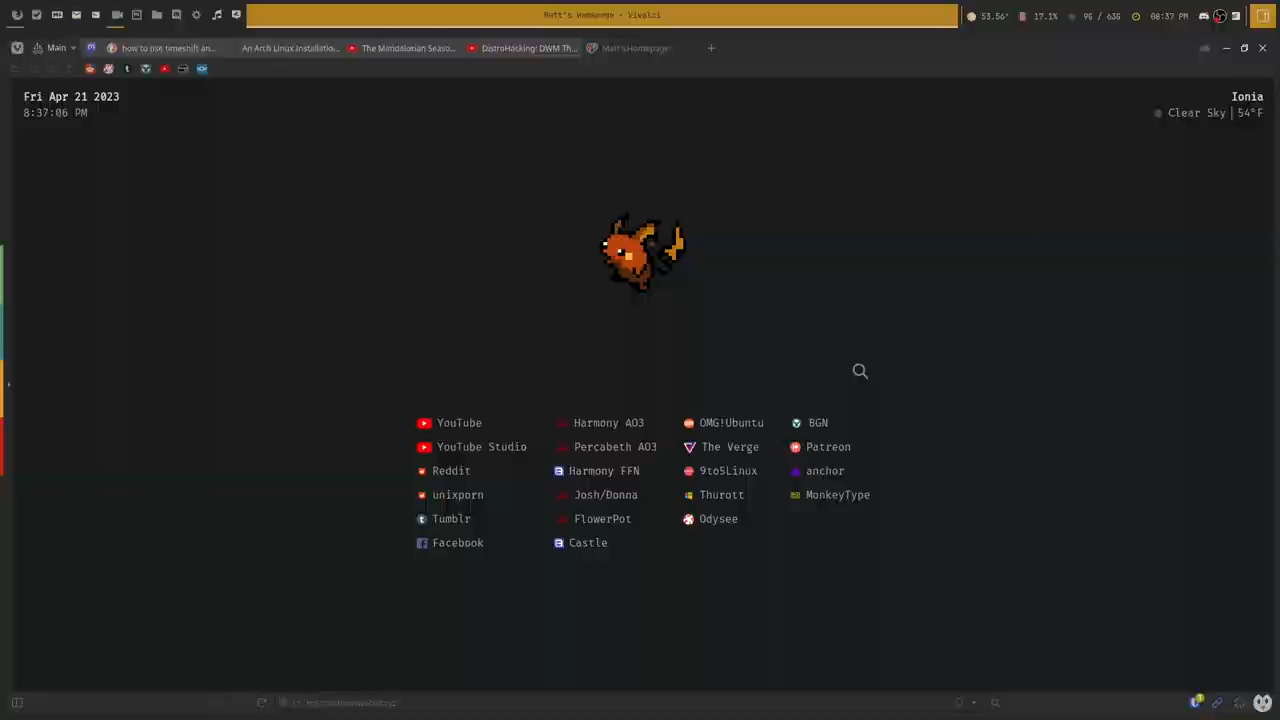 Matt's Homepage - Vivaldi
53.56°
17.1%
9G / 63G
08:37 PM
Main
how to use timeshift an...
An Arch Linux Installatio...
The Mandalorian Seaso...
DistroHacking! DWM Th...
Matt'sHomepage
Fri Apr 21 2023
8:37:06 PM
Ionia
Clear Sky | 54°F
YouTube
Harmony AO3
OMG!Ubuntu
BGN
YouTube Studio
Percabeth AO3
The Verge
Patreon
Reddit
Harmony FFN
9to5Linux
anchor
unixporn
Josh/Donna
Thurott
MonkeyType
Tumblr
FlowerPot
Odysee
Facebook
Castle